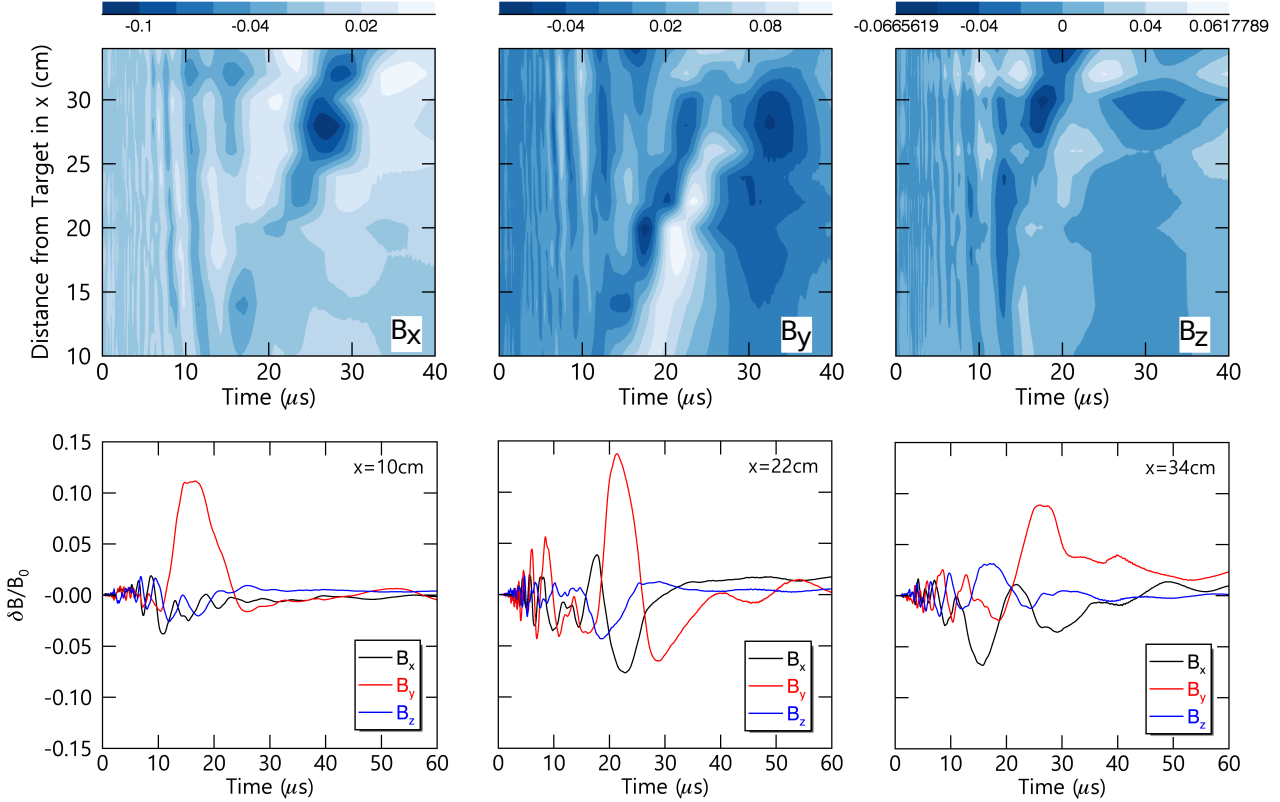 -0.1 -0.04 0.02
-0.04 0.02 0.08
-0.0665619 -0.04 0 0.04 0.0617789
Distance from Target in x (cm)
30
25
20
15
10
Bx
By
Bz
0 10 20 30 40
0 10 20 30 40
0 10 20 30 40
Time (μs)
Time (μs)
Time (μs)
δB/B0
0.15
0.10
0.05
-0.00
-0.05
-0.10
-0.15
x=10cm
Bx
By
Bz
x=22cm
Bx
By
Bz
x=34cm
Bx
By
Bz
0 10 20 30 40 50 60
0 10 20 30 40 50 60
0 10 20 30 40 50 60
Time (μs)
Time (μs)
Time (μs)